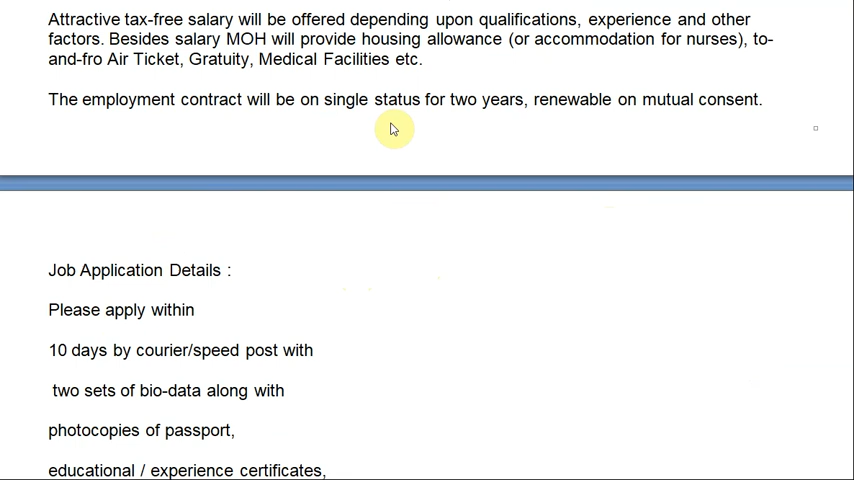 Attractive tax-free salary will be offered depending upon qualifications, experience and other
factors. Besides salary MOH will provide housing allowance (or accommodation for nurses), to-
and-fro Air Ticket, Gratuity, Medical Facilities etc.
The employment contract will be on single status for two years, renewable on mutual consent.
Job Application Details :
Please apply within
10 days by courier/speed post with
two sets of bio-data along with
photocopies of passport,
educational / experience certificates,